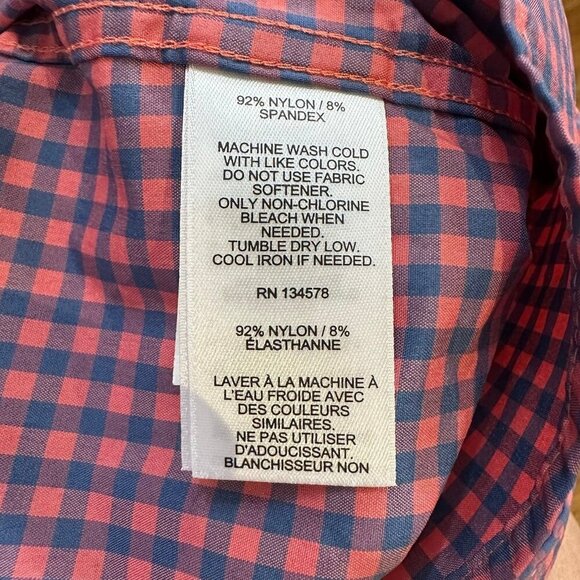 92% NYLON / 8%
SPANDEX
MACHINE WASH COLD
WITH LIKE COLORS.
DO NOT USE FABRIC
SOFTENER.
ONLY NON-CHLORINE
BLEACH WHEN
NEEDED.
TUMBLE DRY LOW.
COOL IRON IF NEEDED.
RN 134578
92% NYLON / 8%
ÉLASTHANNE
LAVER À LA MACHINE À
L'EAU FROIDE AVEC
DES COULEURS
SIMILAIRES.
NE PAS UTILISER
D'ADOUCISSANT.
BLANCHISSEUR NON